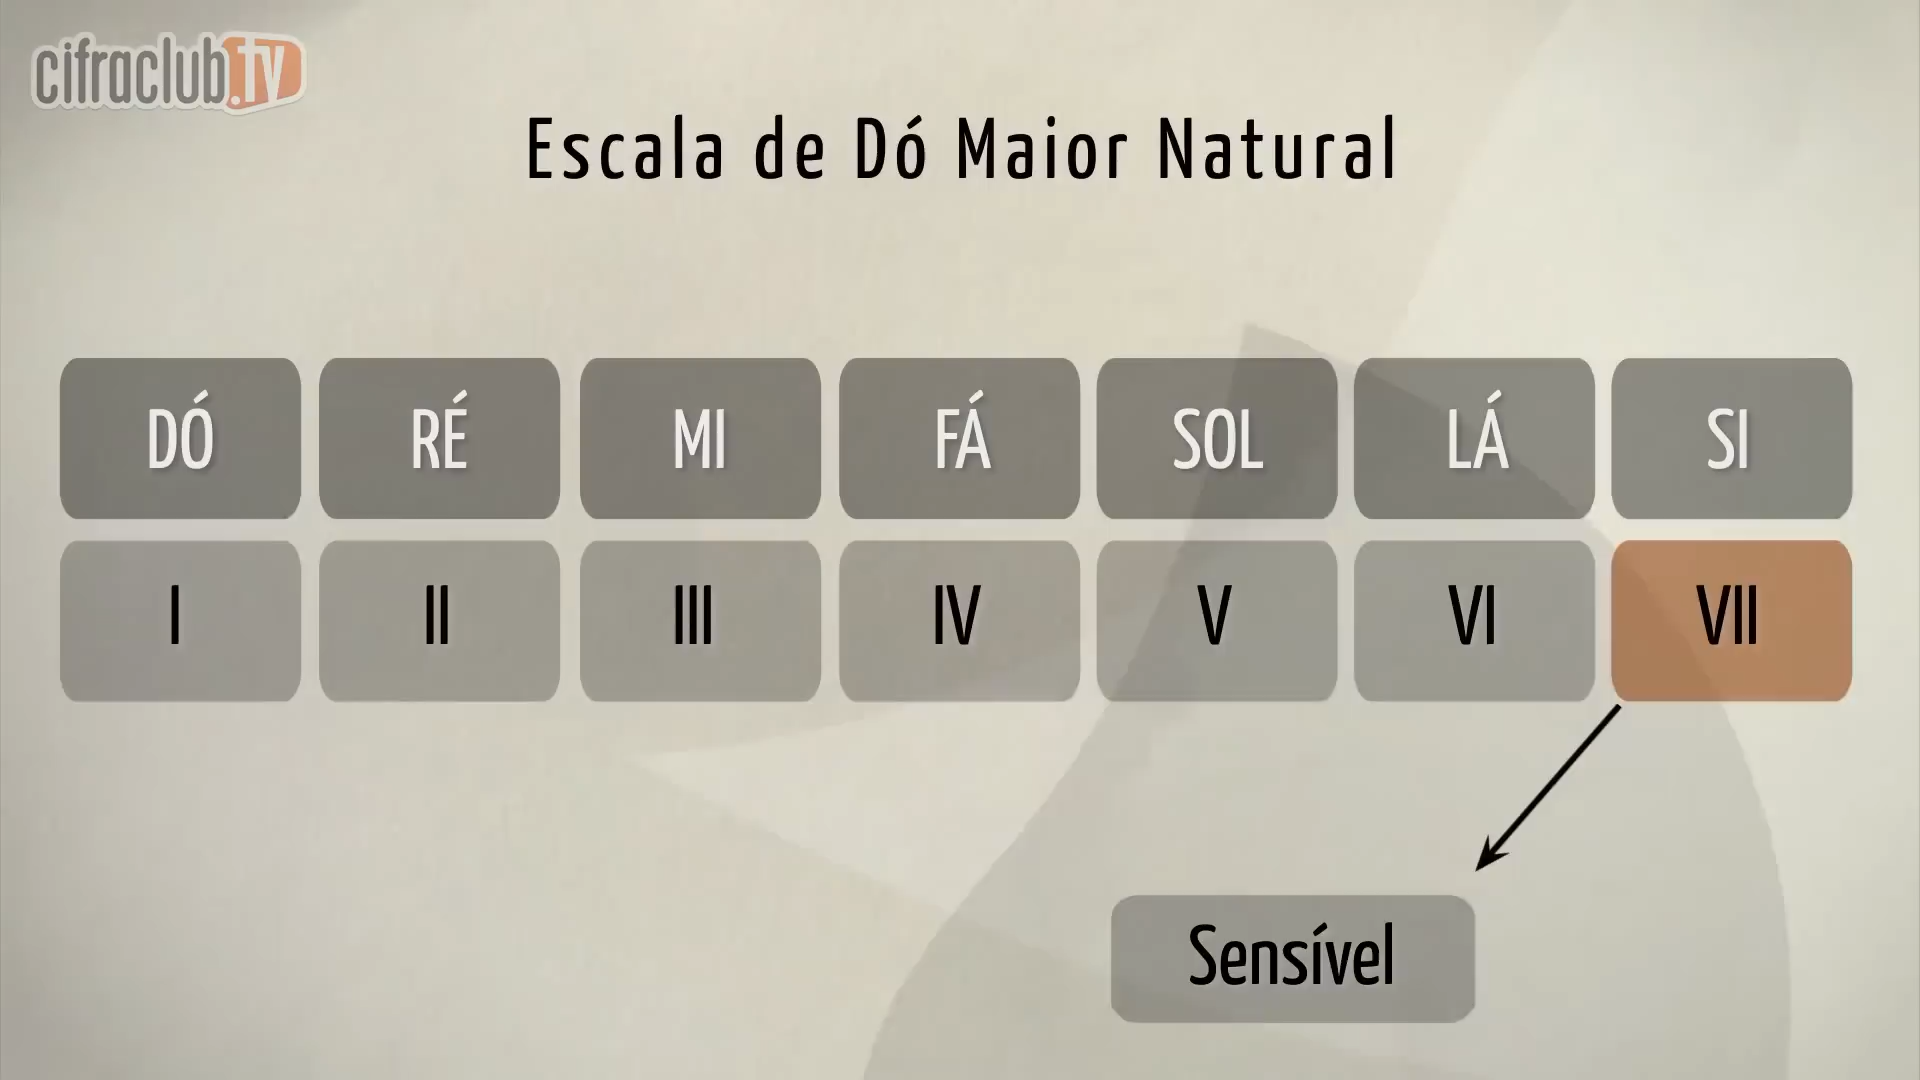 cifraclub.tv
Escala de Dó Maior Natural
DÓ RÉ MI FÁ SOL LÁ SI
I II III IV V VI VII
Sensível